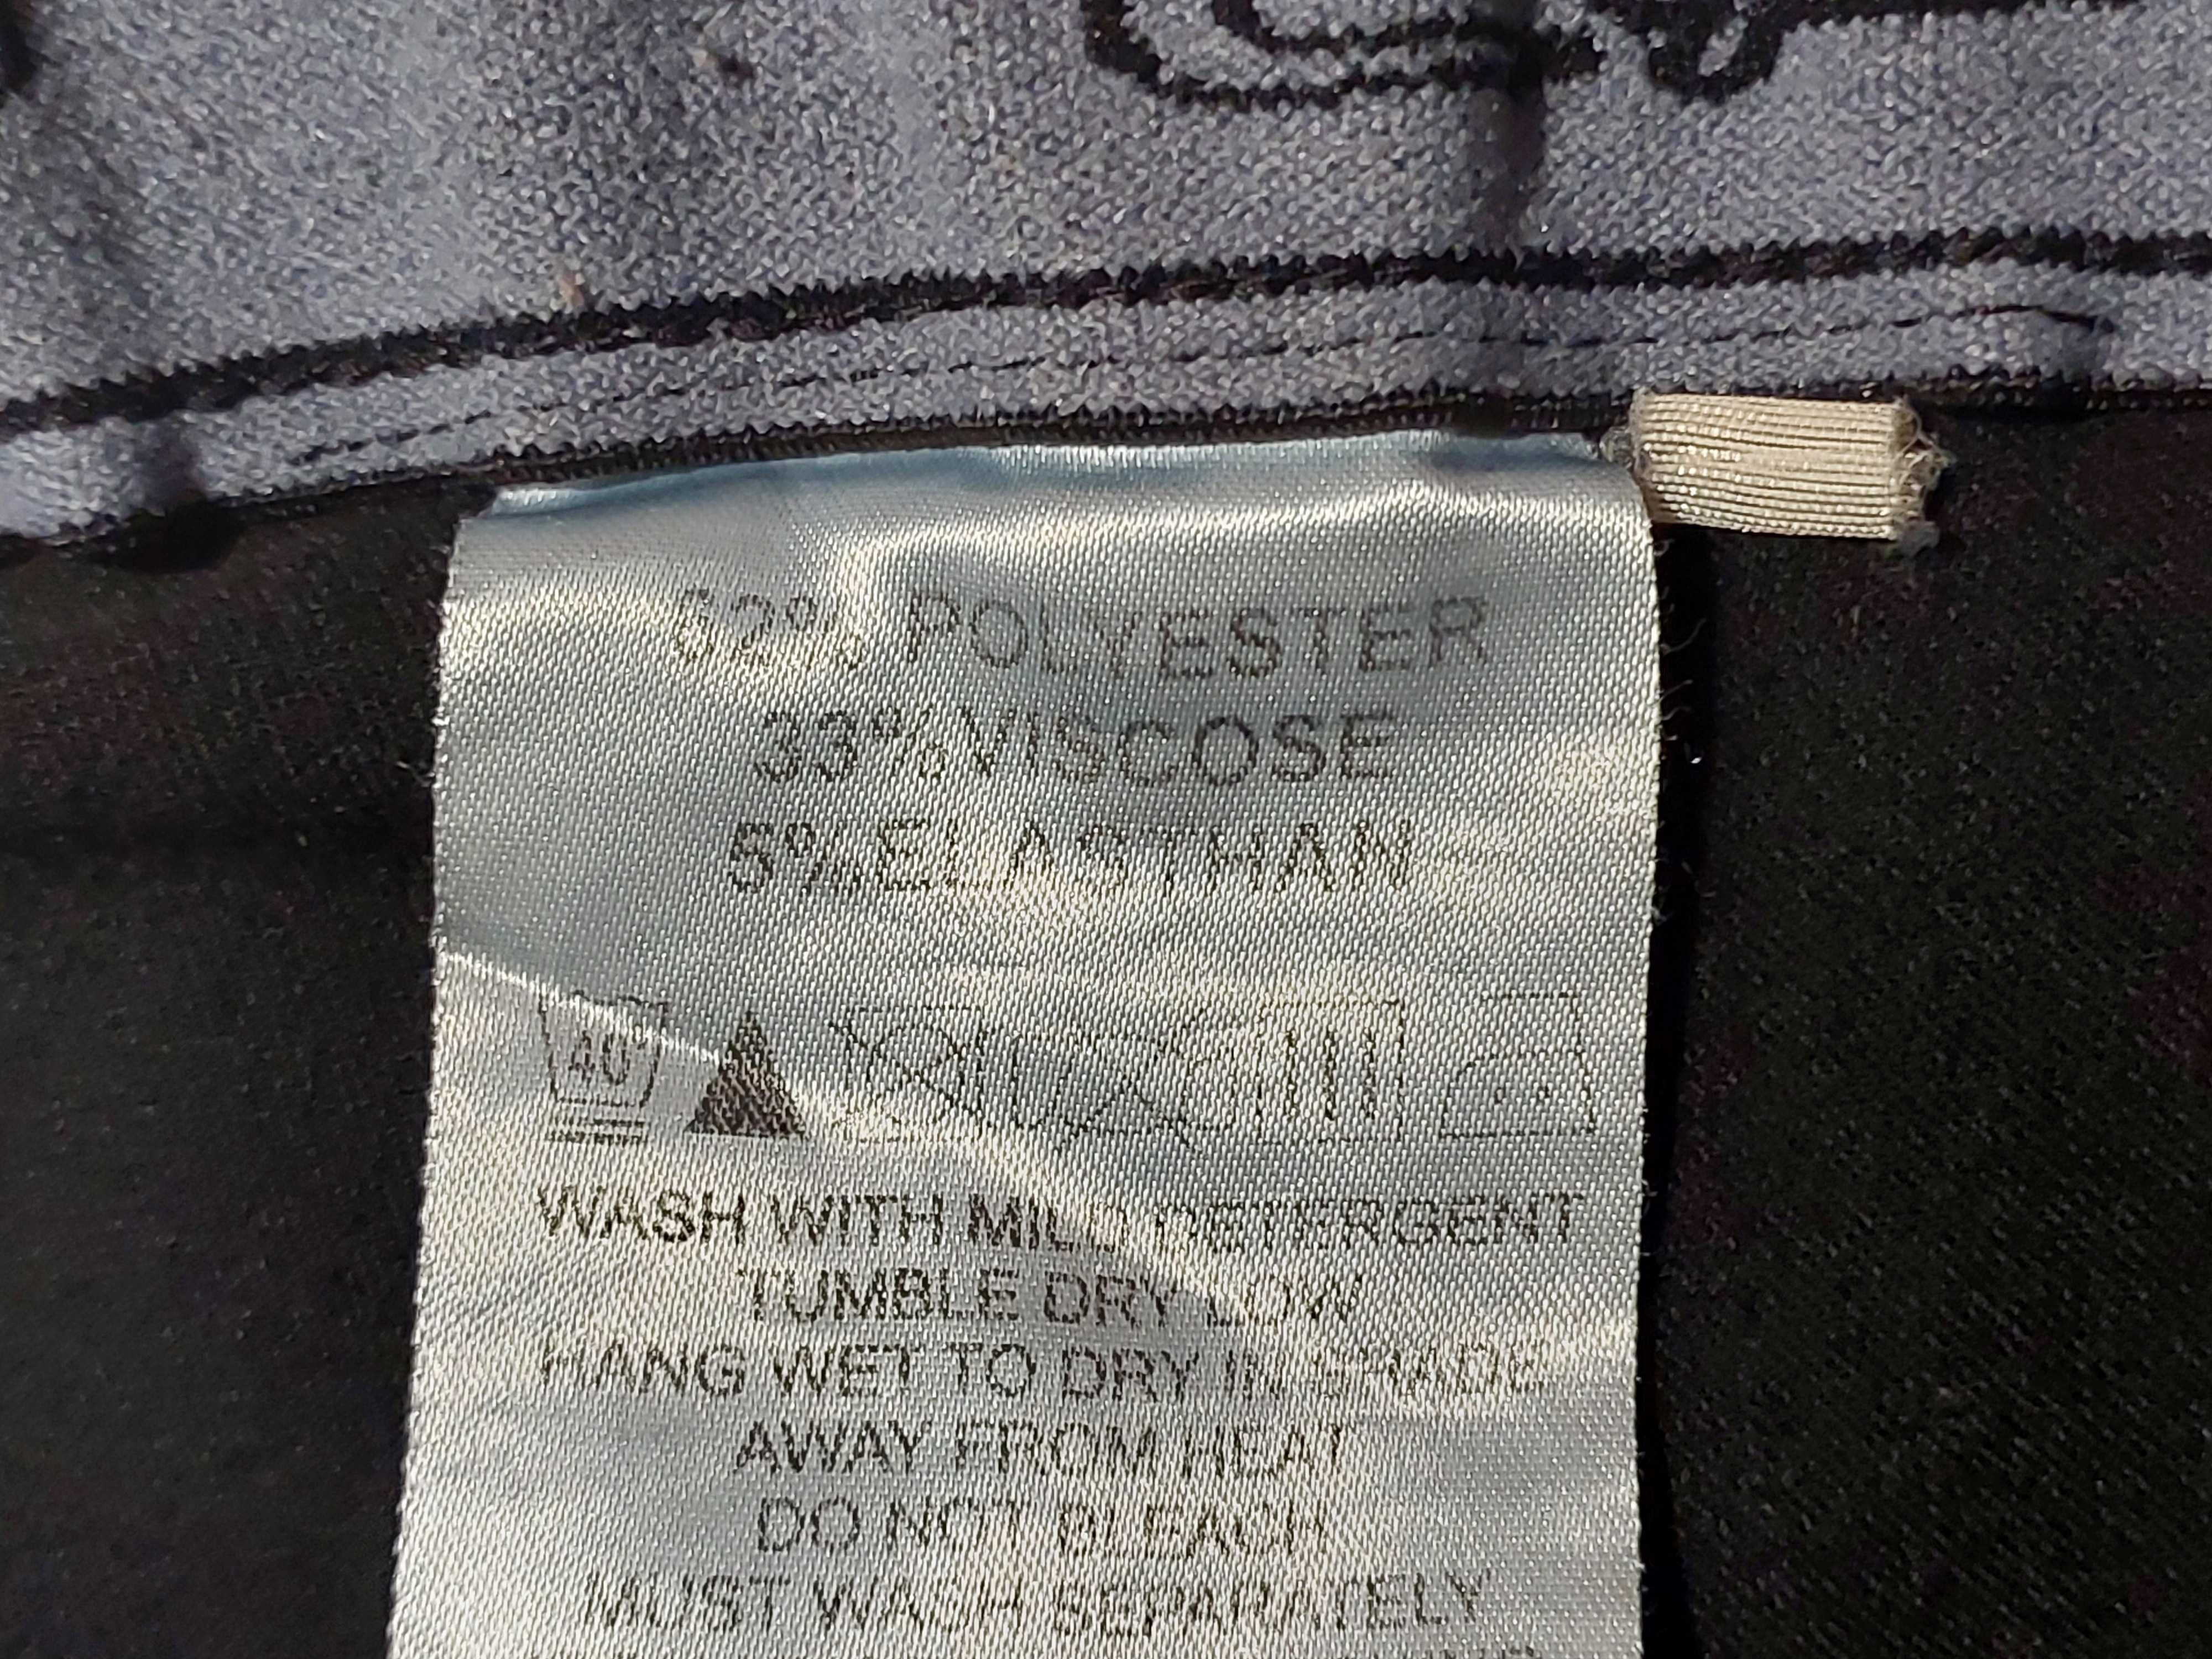 62% POLYESTER
33% VISCOSE
5% ELASTHAN
40°
WASH WITH MILD DETERGENT
TUMBLE DRY LOW
HANG WET TO DRY IN SHADE
AWAY FROM HEAT
DO NOT BLEACH
MUST WASH SEPARATELY